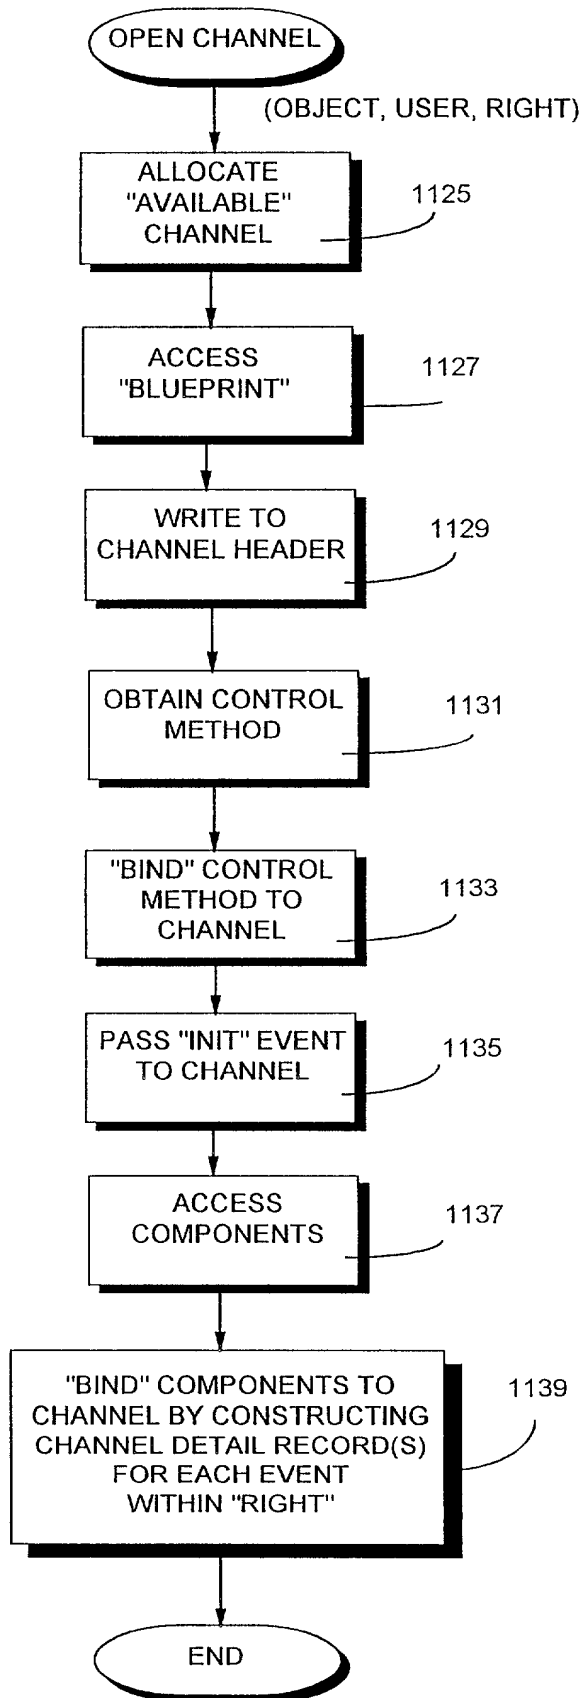 OPEN CHANNEL
(OBJECT, USER, RIGHT)
ALLOCATE
"AVAILABLE"
CHANNEL
1125
ACCESS
"BLUEPRINT"
1127
WRITE TO
CHANNEL HEADER
1129
OBTAIN CONTROL
METHOD
1131
"BIND" CONTROL
METHOD TO
CHANNEL
1133
PASS "INIT" EVENT
TO CHANNEL
1135
ACCESS
COMPONENTS
1137
"BIND" COMPONENTS TO
CHANNEL BY CONSTRUCTING
CHANNEL DETAIL RECORD(S)
FOR EACH EVENT
WITHIN "RIGHT"
1139
END